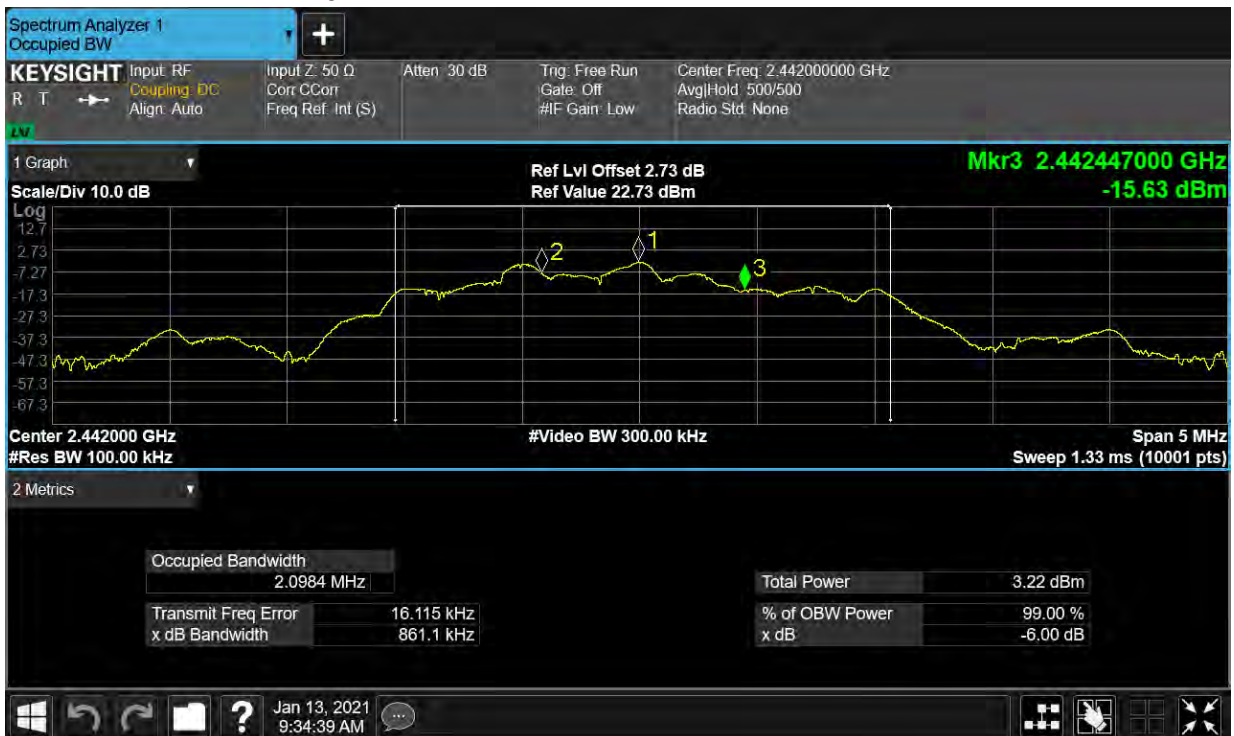 Spectrum Analyzer 1
Occupied BW
KEYSIGHT Input: RF Input Z: 50 Ω Atten: 30 dB Trig: Free Run Center Freq: 2.442000000 GHz
R T Coupling: DC Corr CCorr Gate: Off Avg|Hold: 500/500
Align: Auto Freq Ref: Int (S) #IF Gain: Low Radio Std: None
1 Graph Ref Lvl Offset 2.73 dB Mkr3 2.442447000 GHz
Scale/Div 10.0 dB Ref Value 22.73 dBm -15.63 dBm
Log
12.7
2.73
-7.27
-17.3
-27.3
-37.3
-47.3
-57.3
-67.3
2
1
3
Center 2.442000 GHz #Video BW 300.00 kHz Span 5 MHz
#Res BW 100.00 kHz Sweep 1.33 ms (10001 pts)
2 Metrics
Occupied Bandwidth
2.0984 MHz Total Power 3.22 dBm
Transmit Freq Error 16.115 kHz % of OBW Power 99.00 %
x dB Bandwidth 861.1 kHz x dB -6.00 dB
? Jan 13, 2021
9:34:39 AM